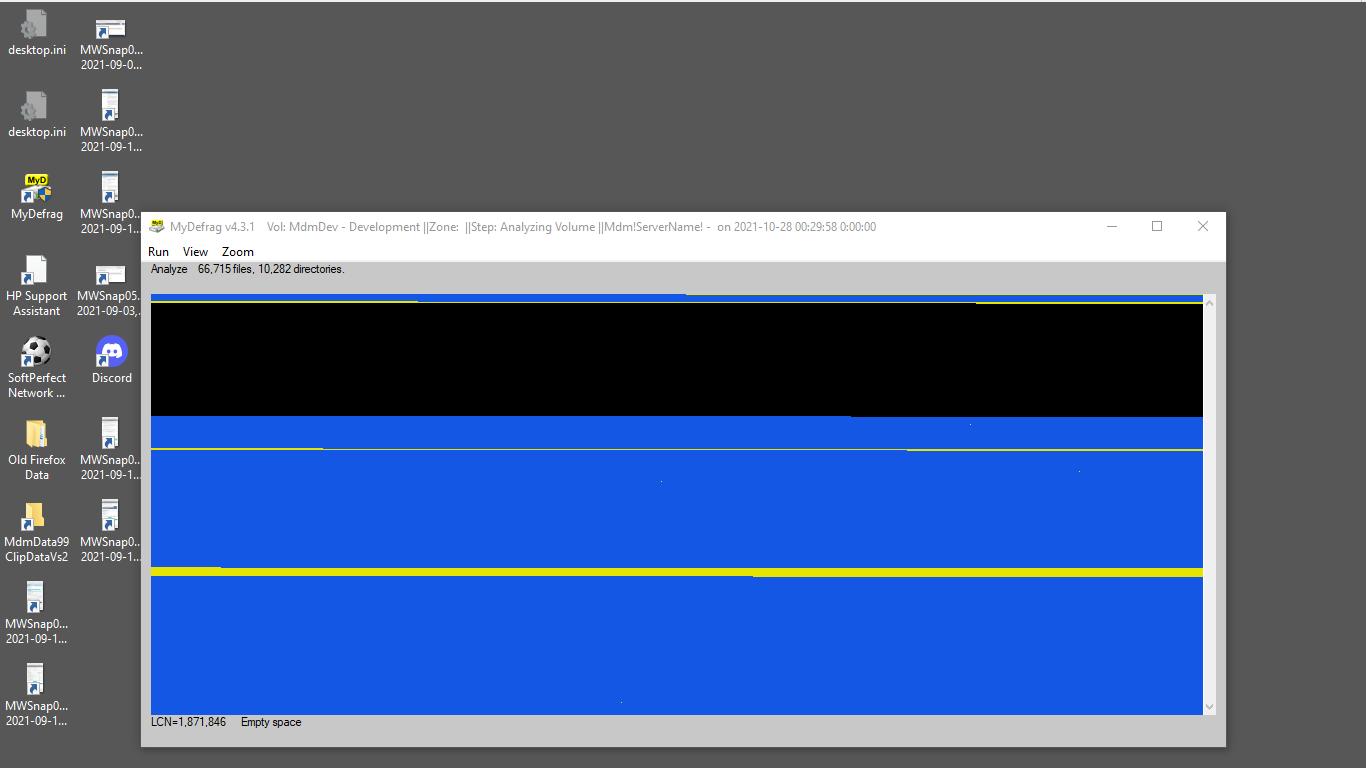 desktop.ini
MWSnap0...
2021-09-0...
desktop.ini
MWSnap0...
2021-09-1...
MyD
MyDefrag
MWSnap0...
2021-09-1...
MyDefrag v4.3.1 Vol: MdmDev - Development ||Zone: ||Step: Analyzing Volume ||Mdm!ServerName! - on 2021-10-28 00:29:58 0:00:00
Run View Zoom
Analyze 66,715 files, 10,282 directories.
HP Support
Assistant
MWSnap05...
2021-09-03,...
SoftPerfect
Network ...
Discord
Old Firefox
Data
MWSnap0...
2021-09-1...
MdmData99
ClipDataVs2
MWSnap0...
2021-09-1...
MWSnap0...
2021-09-1...
MWSnap0...
2021-09-1...
LCN=1,871,846 Empty space